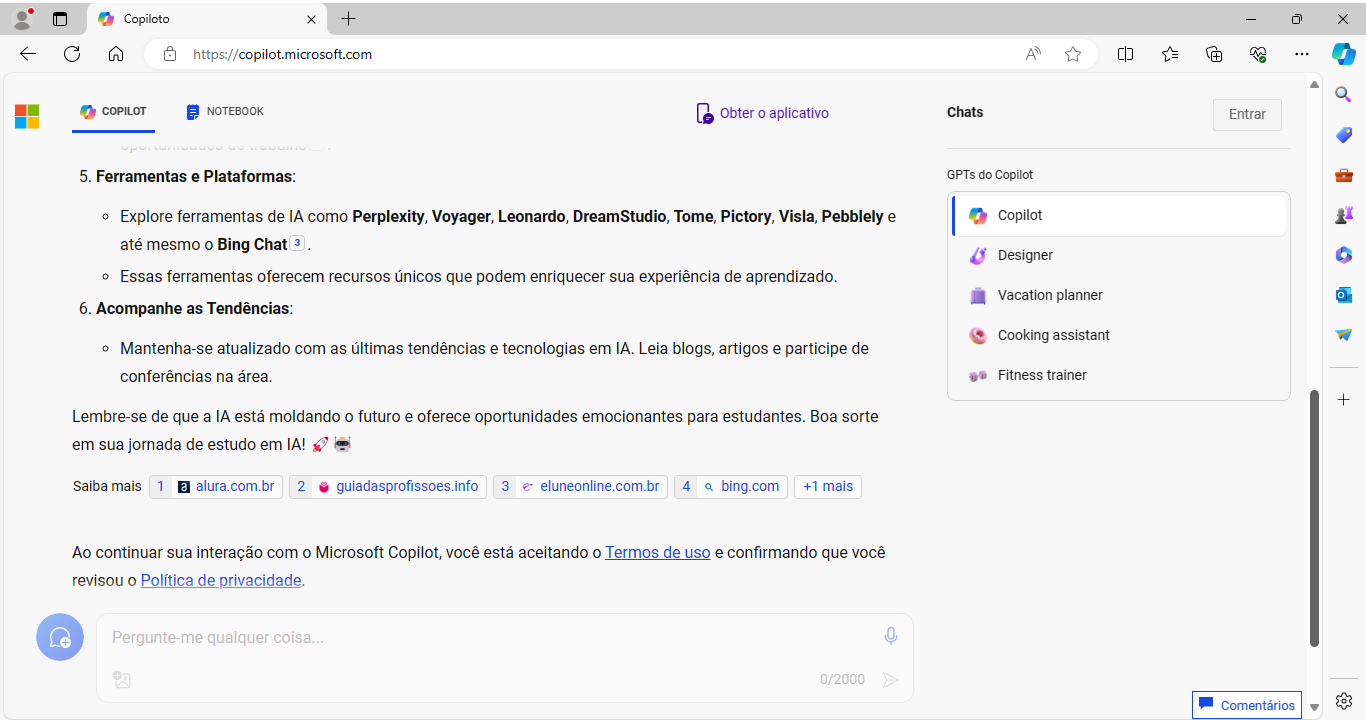 Copiloto
https://copilot.microsoft.com
COPILOT
NOTEBOOK
Obter o aplicativo
Chats
Entrar
oportunidades de trabalho .
5. Ferramentas e Plataformas:
Explore ferramentas de IA como Perplexity, Voyager, Leonardo, DreamStudio, Tome, Pictory, Visla, Pebblely e
até mesmo o Bing Chat 3 .
Essas ferramentas oferecem recursos únicos que podem enriquecer sua experiência de aprendizado.
6. Acompanhe as Tendências:
Mantenha-se atualizado com as últimas tendências e tecnologias em IA. Leia blogs, artigos e participe de
conferências na área.
Lembre-se de que a IA está moldando o futuro e oferece oportunidades emocionantes para estudantes. Boa sorte
em sua jornada de estudo em IA! 🚀 🤖
Saiba mais 1 alura.com.br 2 guiadasprofissoes.info 3 eluneonline.com.br 4 bing.com +1 mais
Ao continuar sua interação com o Microsoft Copilot, você está aceitando o Termos de uso e confirmando que você
revisou o Política de privacidade.
Pergunte-me qualquer coisa...
0/2000
GPTs do Copilot
Copilot
Designer
Vacation planner
Cooking assistant
Fitness trainer
Comentários